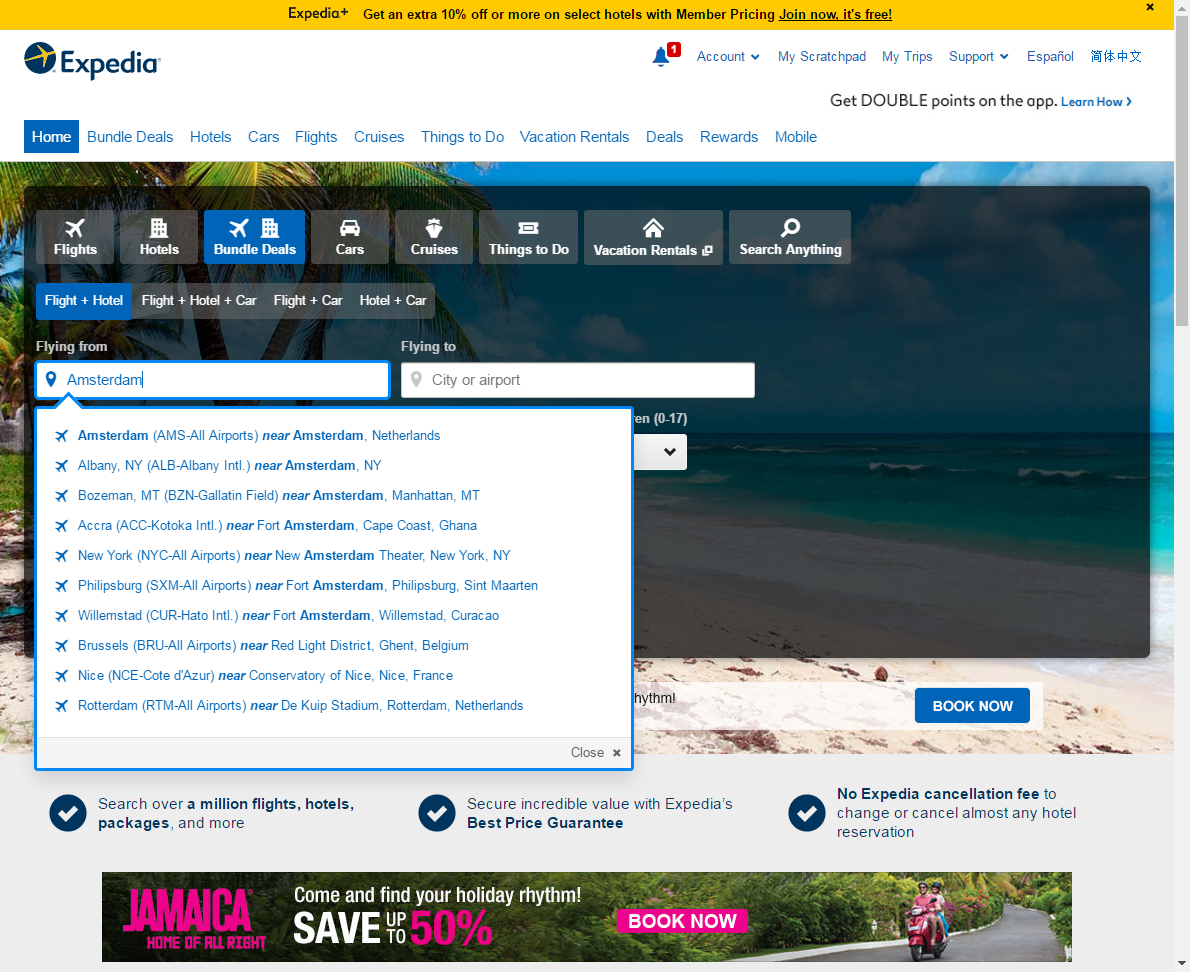 Expedia+ Get an extra 10% off or more on select hotels with Member Pricing Join now, it's free!
Expedia
1
Account My Scratchpad My Trips Support Español 简体中文
Get DOUBLE points on the app. Learn How
Home Bundle Deals Hotels Cars Flights Cruises Things to Do Vacation Rentals Deals Rewards Mobile
Flights Hotels Bundle Deals Cars Cruises Things to Do Vacation Rentals Search Anything
Flight + Hotel Flight + Hotel + Car Flight + Car Hotel + Car
Flying from Flying to
Amsterdam City or airport
ren (0-17)
Amsterdam (AMS-All Airports) near Amsterdam, Netherlands
Albany, NY (ALB-Albany Intl.) near Amsterdam, NY
Bozeman, MT (BZN-Gallatin Field) near Amsterdam, Manhattan, MT
Accra (ACC-Kotoka Intl.) near Fort Amsterdam, Cape Coast, Ghana
New York (NYC-All Airports) near New Amsterdam Theater, New York, NY
Philipsburg (SXM-All Airports) near Fort Amsterdam, Philipsburg, Sint Maarten
Willemstad (CUR-Hato Intl.) near Fort Amsterdam, Willemstad, Curacao
Brussels (BRU-All Airports) near Red Light District, Ghent, Belgium
Nice (NCE-Cote d'Azur) near Conservatory of Nice, Nice, France
Rotterdam (RTM-All Airports) near De Kuip Stadium, Rotterdam, Netherlands
hythm! BOOK NOW
Close
Search over a million flights, hotels,
packages, and more
Secure incredible value with Expedia's
Best Price Guarantee
No Expedia cancellation fee to
change or cancel almost any hotel
reservation
JAMAICA
HOME OF ALL RIGHT
Come and find your holiday rhythm!
SAVE UP TO 50%
BOOK NOW